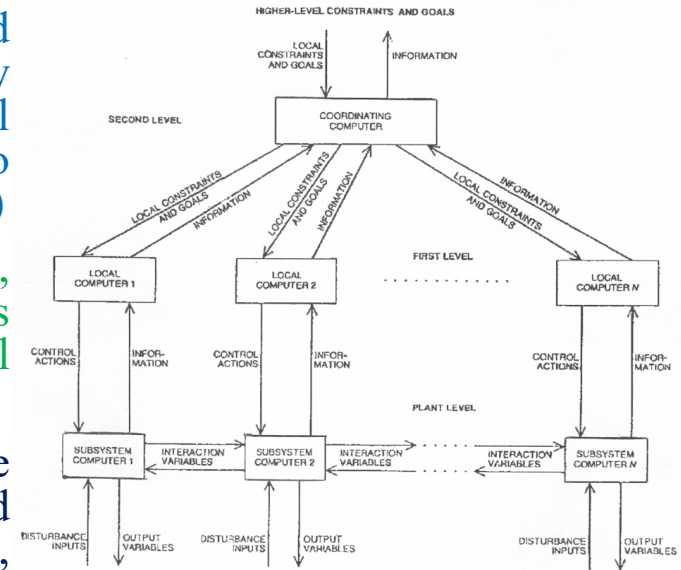 d
y
l
o
)
,
s
l
e
d
,
HIGHER-LEVEL CONSTRAINTS AND GOALS
LOCAL
CONSTRAINTS
AND GOALS
INFORMATION
SECOND LEVEL
COORDINATING
COMPUTER
LOCAL CONSTRAINTS
AND GOALS
INFORMATION
LOCAL CONSTRAINTS
AND GOALS
INFORMATION
LOCAL CONSTRAINTS
AND GOALS
INFORMATION
FIRST LEVEL
LOCAL
COMPUTER 1
LOCAL
COMPUTER 2
LOCAL
COMPUTER N
CONTROL
ACTIONS
INFOR-
MATION
CONTROL
ACTIONS
INFOR-
MATION
CONTROL
ACTIONS
INFOR-
MATION
PLANT LEVEL
SUBSYSTEM
COMPUTER 1
INTERACTION
VARIABLES
SUBSYSTEM
COMPUTER 2
INTERACTION
VARIABLES
INTERACTION
VARIABLES
SUBSYSTEM
COMPUTER N
DISTURBANCE
INPUTS
OUTPUT
VARIABLES
DISTURBANCE
INPUTS
OUTPUT
VARIABLES
DISTURBANCE
INPUTS
OUTPUT
VARIABLES